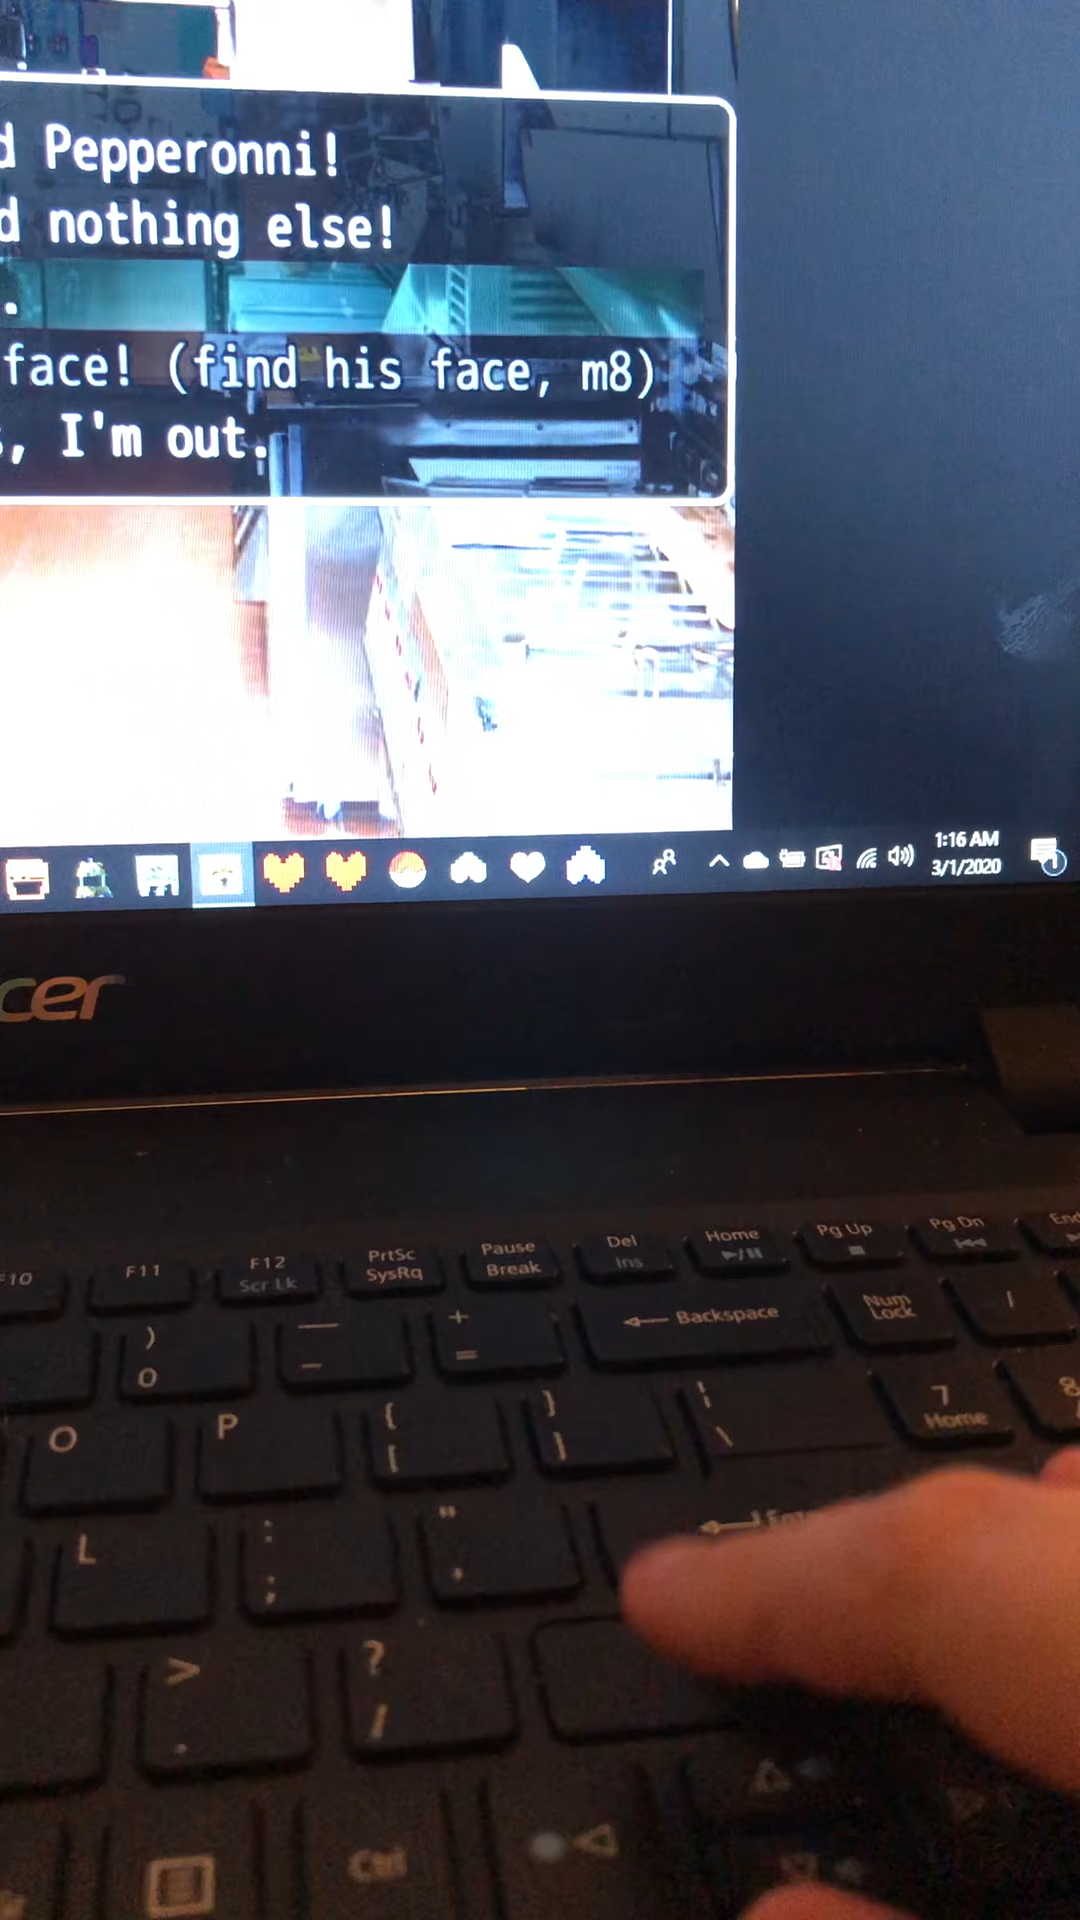 d Pepperonni!
d nothing else!
.
face! (find his face, m8)
s, I'm out.
1:16 AM
3/1/2020
1
cer
F10
F11
F12
Scr Lk
PrtSc
SysRq
Pause
Break
Del
Ins
Home
Pg Up
Pg Dn
End
)
0
—
–
+
=
Backspace
Num
Lock
/
O
P
{
[
}
]
|
\
7
Home
8
L
:
;
"
'
Enter
>
.
?
/
Ctrl